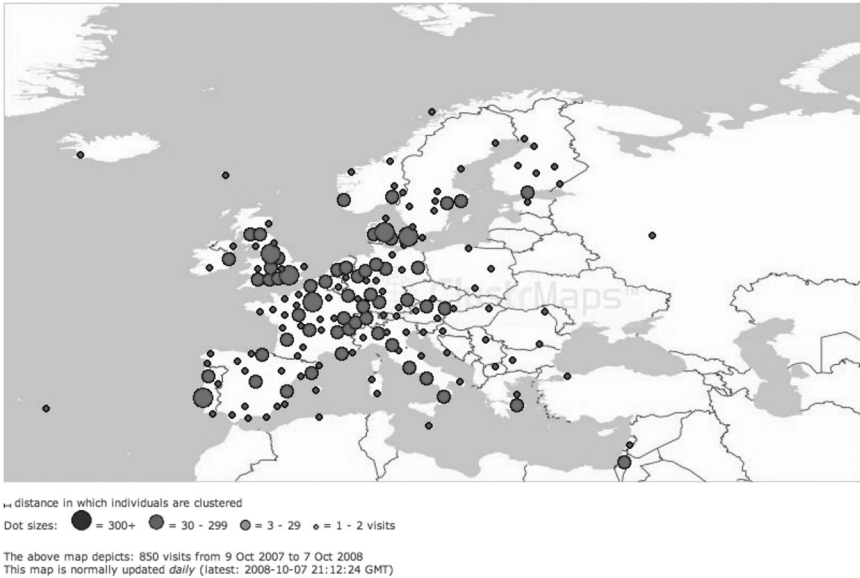 ClustrMaps™
distance in which individuals are clustered
Dot sizes: = 300+ = 30 - 299 = 3 - 29 = 1 - 2 visits
The above map depicts: 850 visits from 9 Oct 2007 to 7 Oct 2008
This map is normally updated daily (latest: 2008-10-07 21:12:24 GMT)